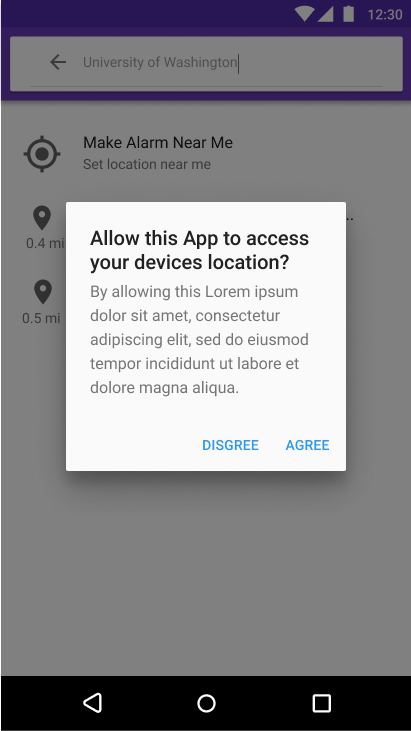 12:30
University of Washington
Make Alarm Near Me
Set location near me
..
0.4 mi
0.5 mi
Allow this App to access
your devices location?
By allowing this Lorem ipsum
dolor sit amet, consectetur
adipiscing elit, sed do eiusmod
tempor incididunt ut labore et
dolore magna aliqua.
DISGREE AGREE